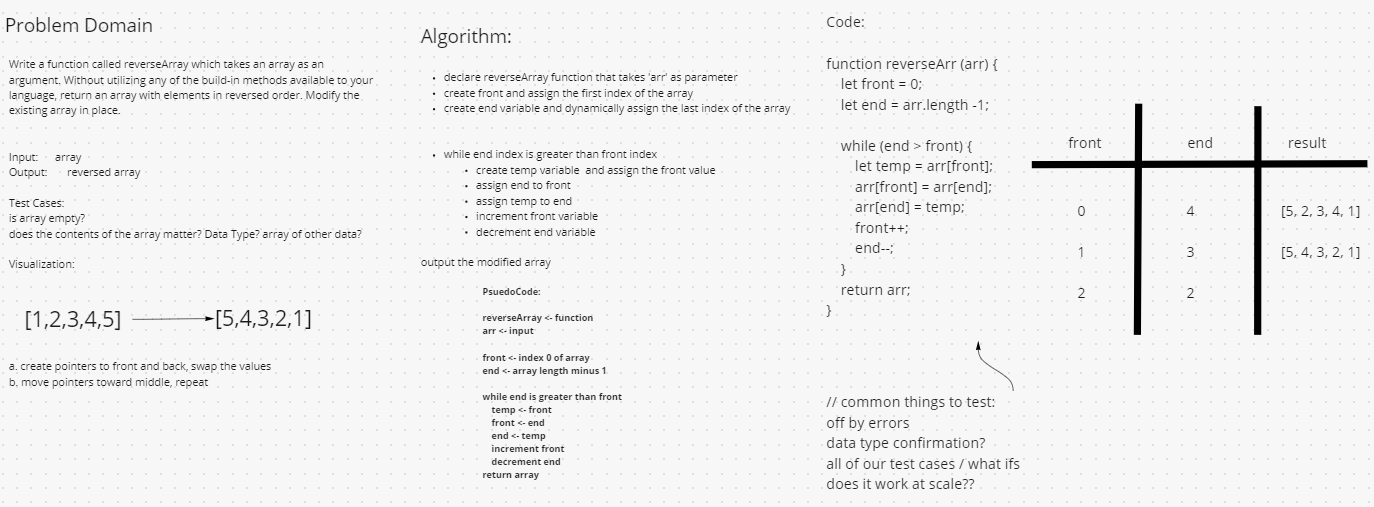 Problem Domain
Write a function called reverseArray which takes an array as an
argument. Without utilizing any of the build-in methods available to your
language, return an array with elements in reversed order. Modify the
existing array in place.
Input: array
Output: reversed array
Test Cases:
is array empty?
does the contents of the array matter? Data Type? array of other data?
Visualization:
[1,2,3,4,5] [5,4,3,2,1]
a. create pointers to front and back, swap the values
b. move pointers toward middle, repeat
Algorithm:
• declare reverseArray function that takes 'arr' as parameter
• create front and assign the first index of the array
• create end variable and dynamically assign the last index of the array
• while end index is greater than front index
• create temp variable and assign the front value
• assign end to front
• assign temp to end
• increment front variable
• decrement end variable
output the modified array
PsuedoCode:
reverseArray <- function
arr <- input
front <- index 0 of array
end <- array length minus 1
while end is greater than front
temp <- front
front <- end
end <- temp
increment front
decrement end
return array
Code:
function reverseArr (arr) {
let front = 0;
let end = arr.length -1;
while (end > front) {
let temp = arr[front];
arr[front] = arr[end];
arr[end] = temp;
front++;
end--;
}
return arr;
}
// common things to test:
off by errors
data type confirmation?
all of our test cases / what ifs
does it work at scale??
front end result
0 4 [5, 2, 3, 4, 1]
1 3 [5, 4, 3, 2, 1]
2 2